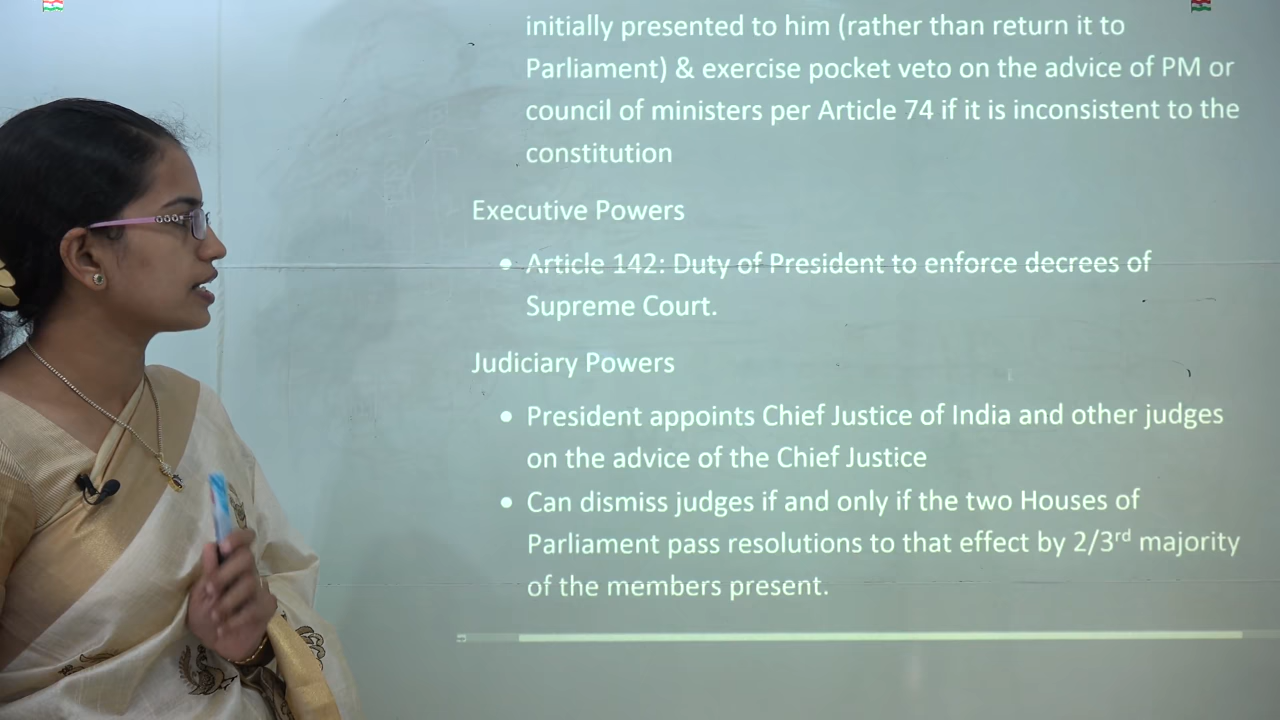 initially presented to him (rather than return it to
Parliament) & exercise pocket veto on the advice of PM or
council of ministers per Article 74 if it is inconsistent to the
constitution
Executive Powers
• Article 142: Duty of President to enforce decrees of
Supreme Court.
Judiciary Powers
• President appoints Chief Justice of India and other judges
on the advice of the Chief Justice
• Can dismiss judges if and only if the two Houses of
Parliament pass resolutions to that effect by 2/3rd majority
of the members present.